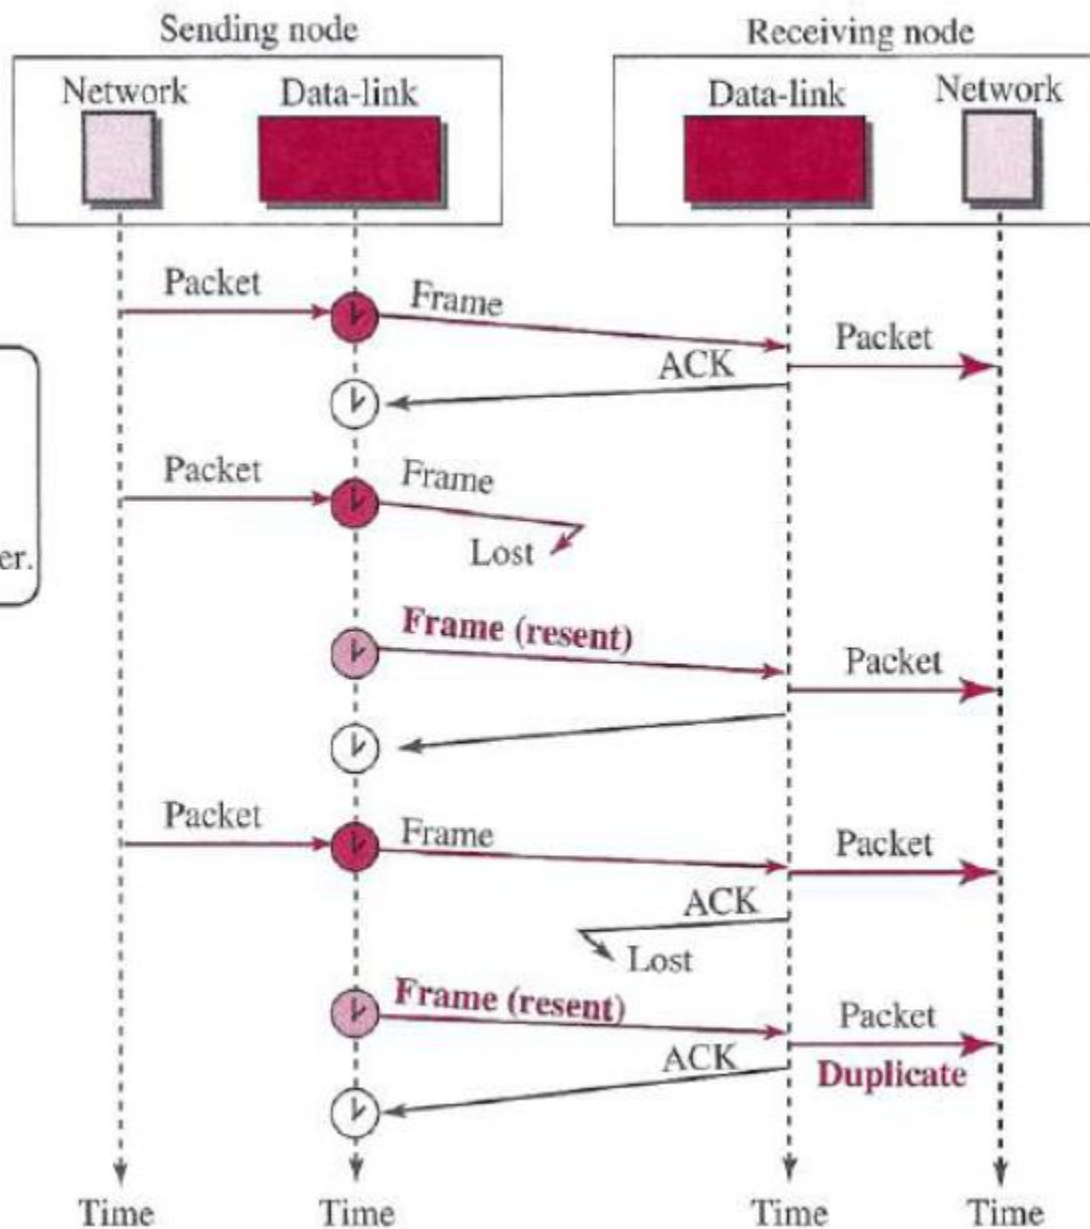 Sending node
Receiving node
Network
Data-link
Data-link
Network
Packet
Frame
Packet
ACK
Packet
Frame
er.
Lost
Frame (resent)
Packet
Packet
Frame
Packet
ACK
Lost
Frame (resent)
Packet
ACK
Duplicate
Time
Time
Time
Time